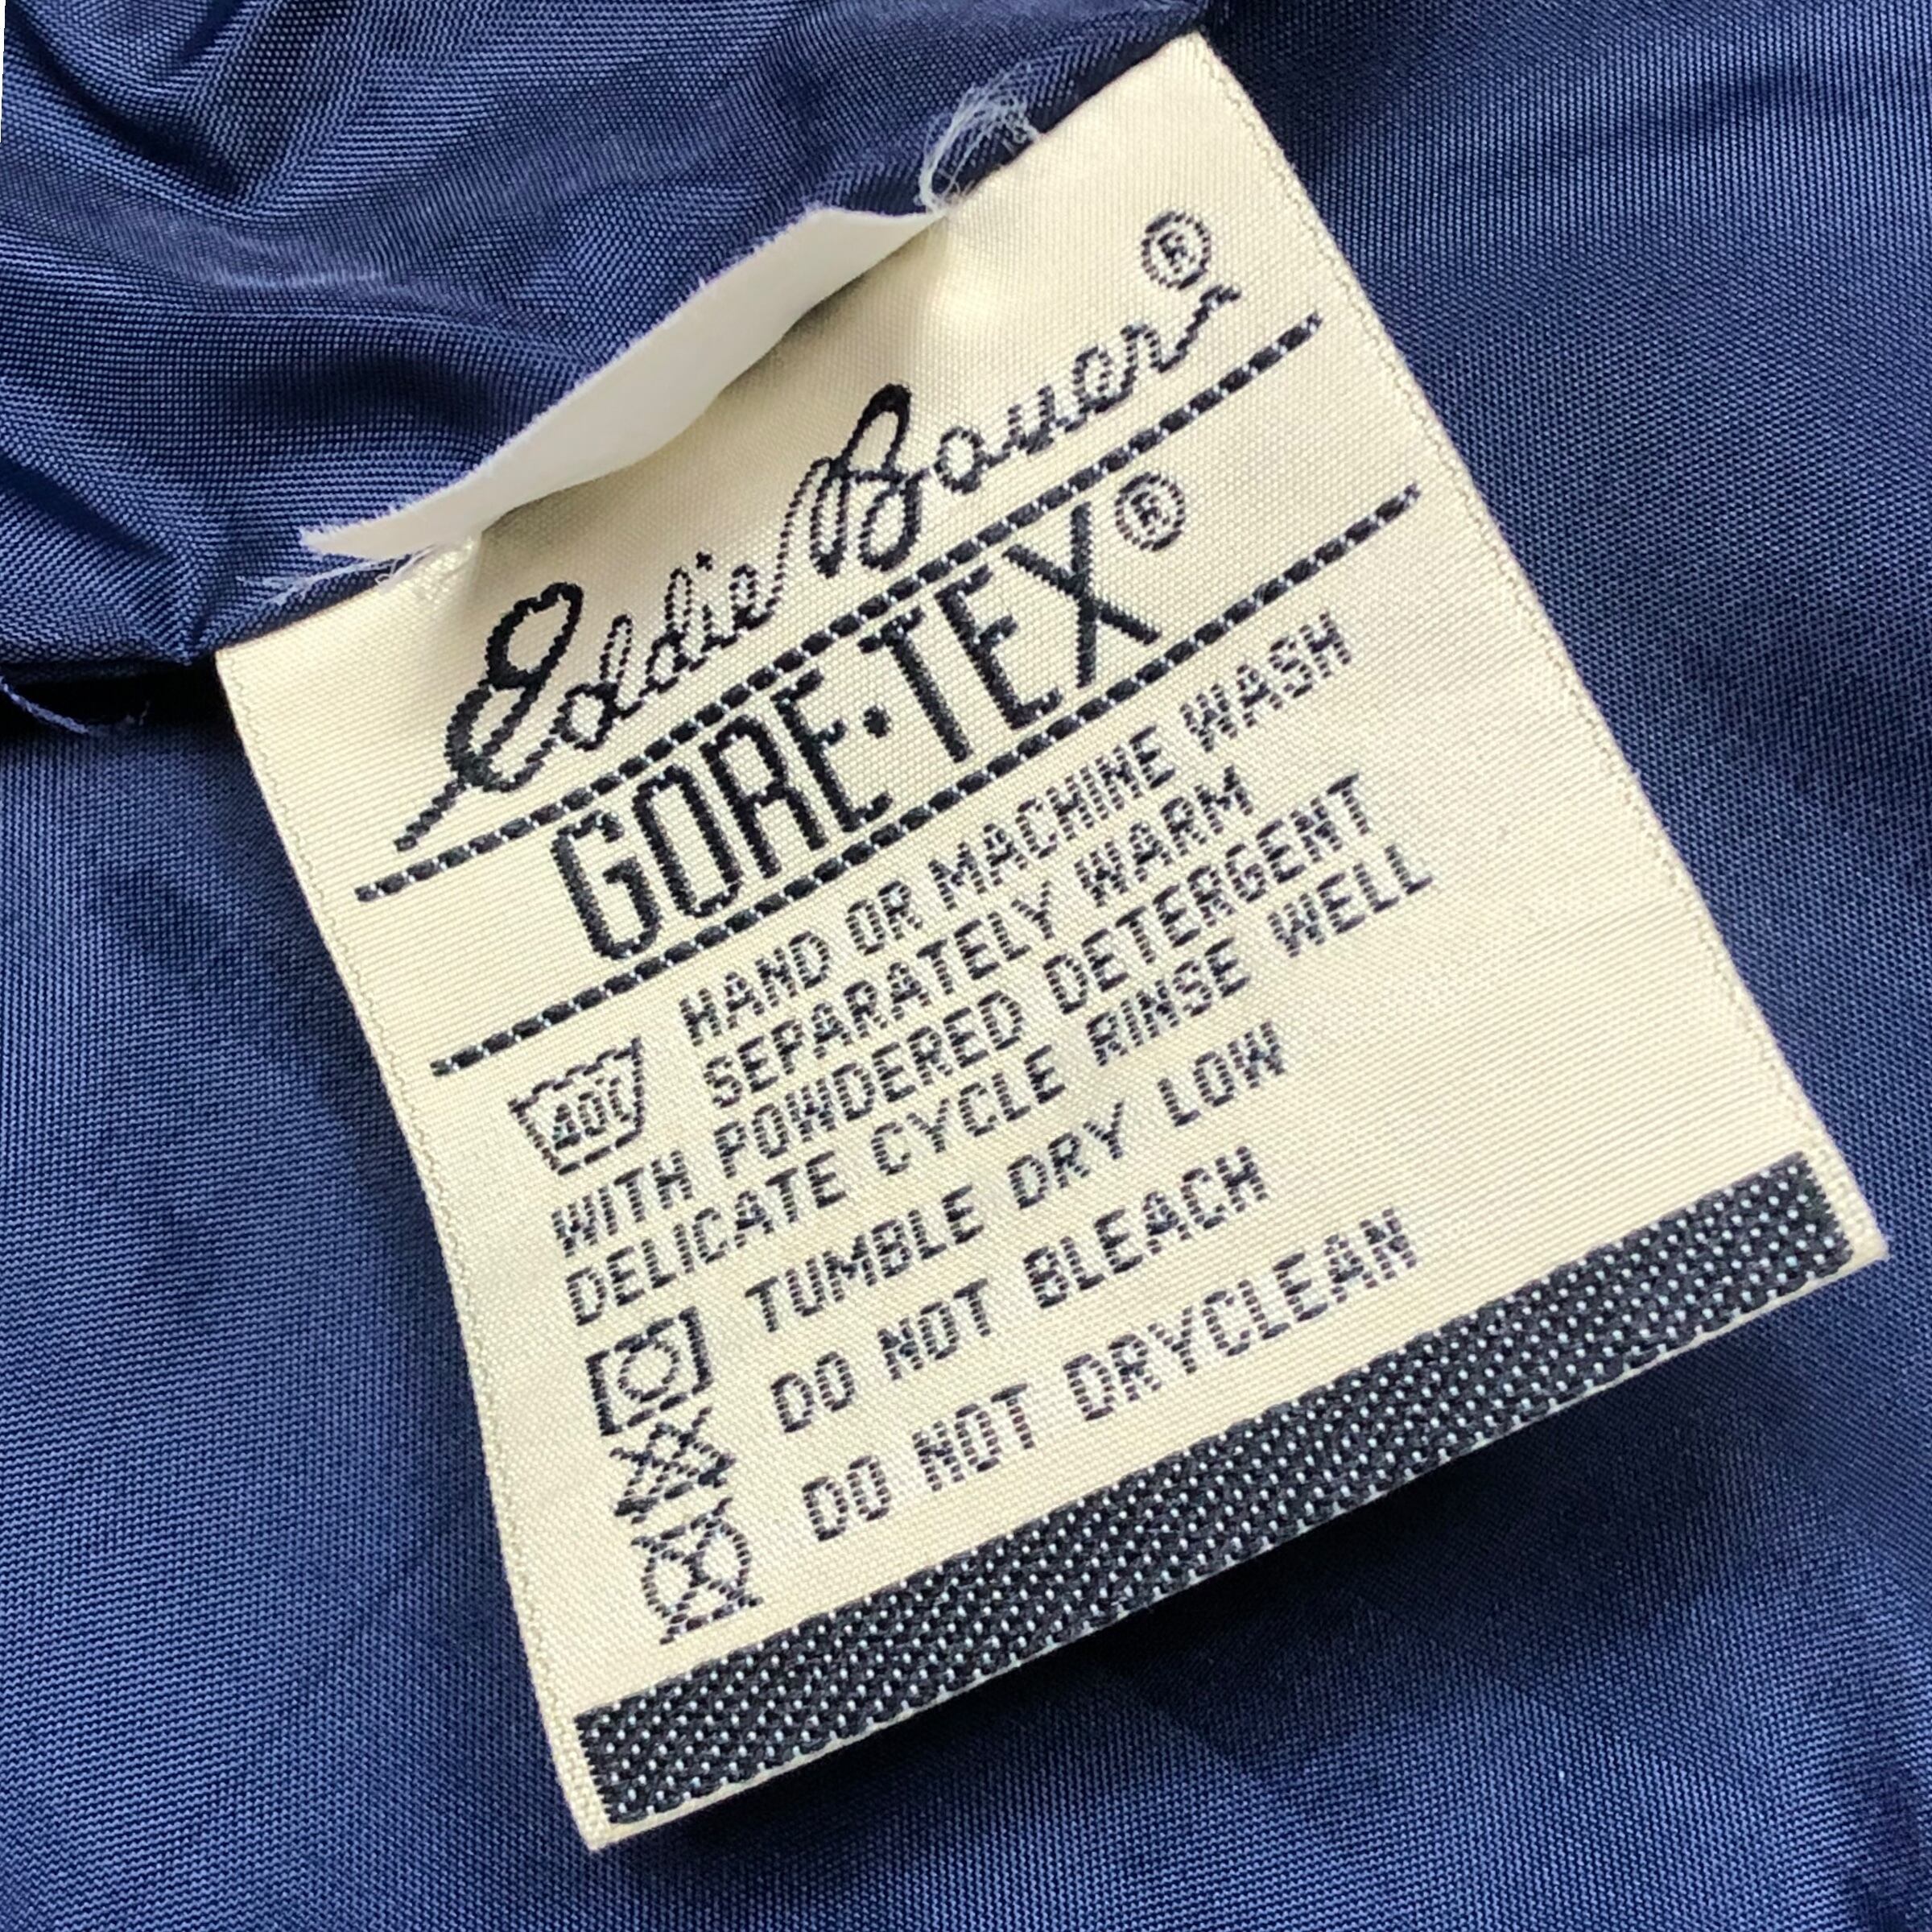 Eddie Bauer®
GORE·TEX®
HAND OR MACHINE WASH
SEPARATELY WARM
40C
WITH POWDERED DETERGENT
DELICATE CYCLE RINSE WELL
TUMBLE DRY LOW
DO NOT BLEACH
DO NOT DRYCLEAN